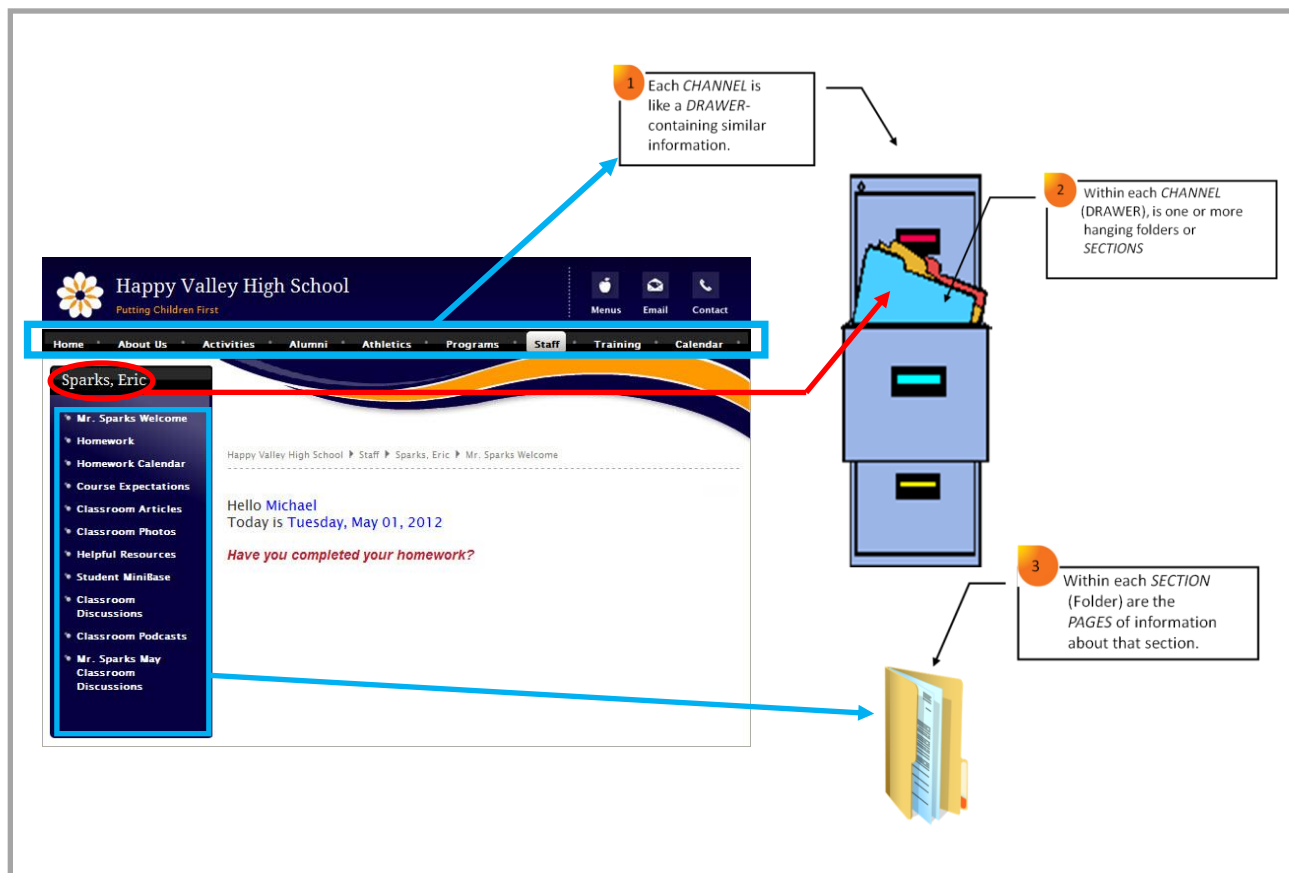 1
Each CHANNEL is
like a DRAWER-
containing similar
information.
2
Within each CHANNEL
(DRAWER), is one or more
hanging folders or
SECTIONS
Happy Valley High School
Putting Children First
Menus Email Contact
Home About Us Activities Alumni Athletics Programs Staff Training Calendar
Sparks, Eric
Mr. Sparks Welcome
Homework
Homework Calendar
Course Expectations
Classroom Articles
Classroom Photos
Helpful Resources
Student MiniBase
Classroom
Discussions
Classroom Podcasts
Mr. Sparks May
Classroom
Discussions
Happy Valley High School Staff Sparks, Eric Mr. Sparks Welcome
Hello Michael
Today is Tuesday, May 01, 2012
Have you completed your homework?
3
Within each SECTION
(Folder) are the
PAGES of information
about that section.